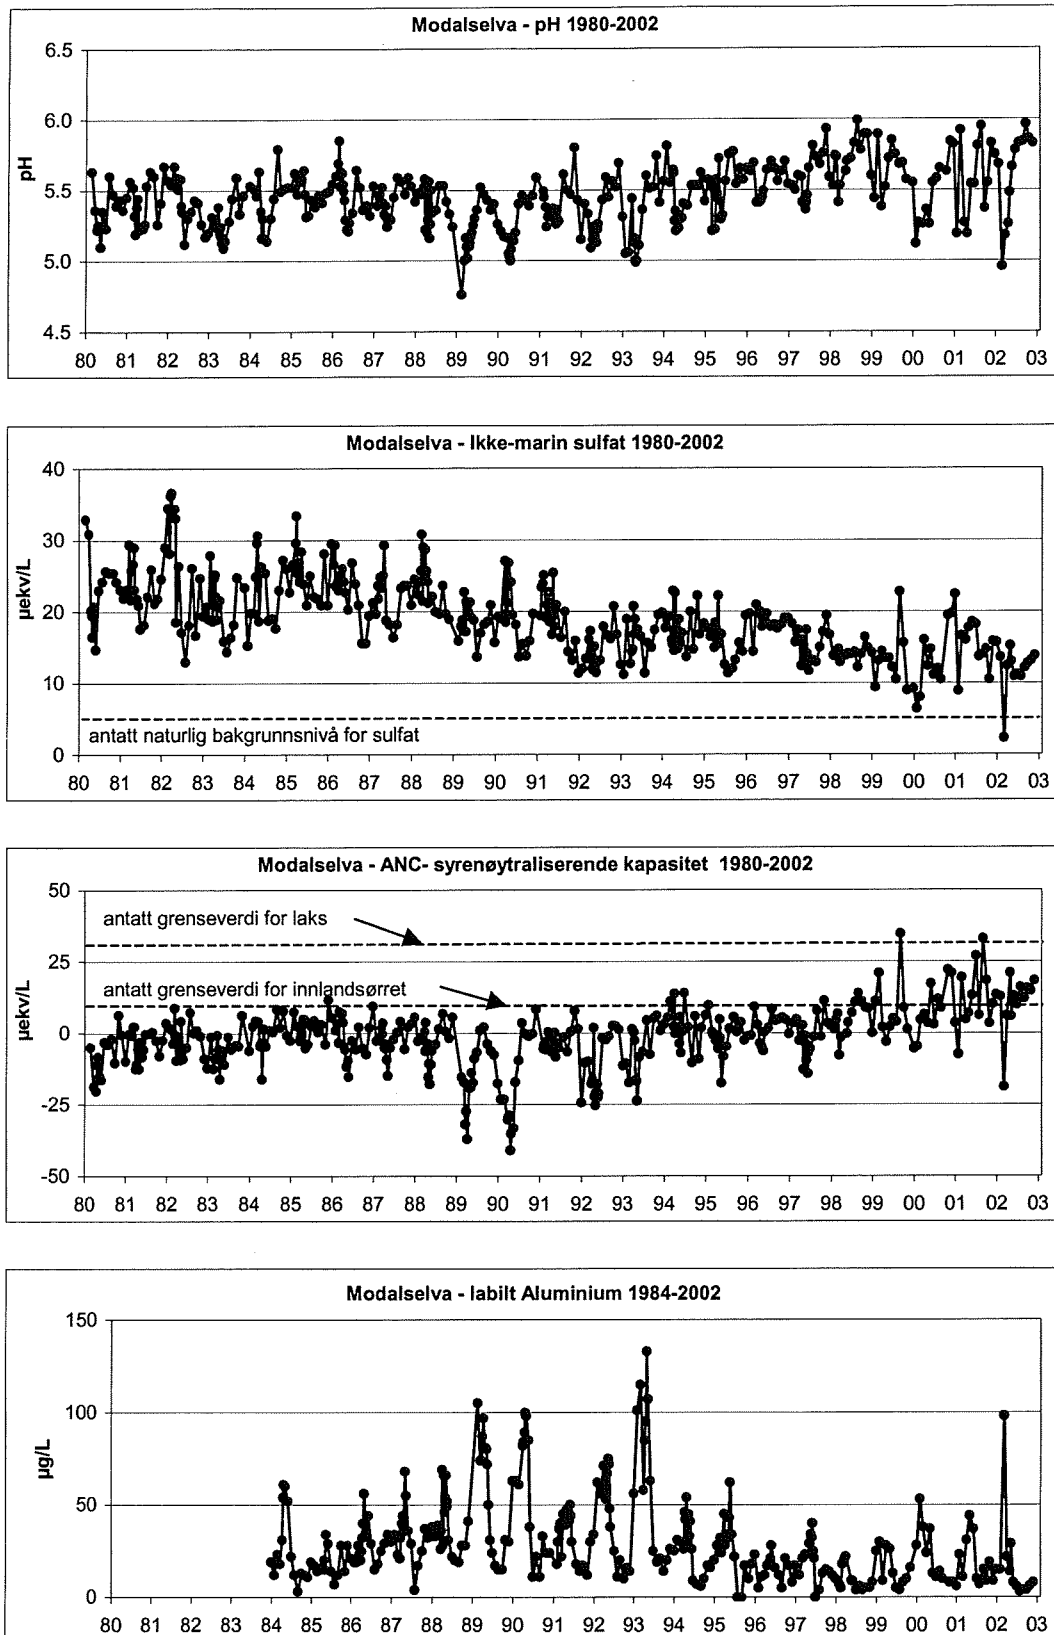 Modalselva - pH 1980-2002
6.5
6.0
5.5
5.0
4.5
pH
80 81 82 83 84 85 86 87 88 89 90 91 92 93 94 95 96 97 98 99 00 01 02 03
Modalselva - Ikke-marin sulfat 1980-2002
40
30
20
10
0
µekv/L
antatt naturlig bakgrunnsnivå for sulfat
80 81 82 83 84 85 86 87 88 89 90 91 92 93 94 95 96 97 98 99 00 01 02 03
Modalselva - ANC- syrenøytraliserende kapasitet 1980-2002
50
25
0
-25
-50
µekv/L
antatt grenseverdi for laks
antatt grenseverdi for innlandsørret
80 81 82 83 84 85 86 87 88 89 90 91 92 93 94 95 96 97 98 99 00 01 02 03
Modalselva - labilt Aluminium 1984-2002
150
100
50
0
µg/L
80 81 82 83 84 85 86 87 88 89 90 91 92 93 94 95 96 97 98 99 00 01 02 03